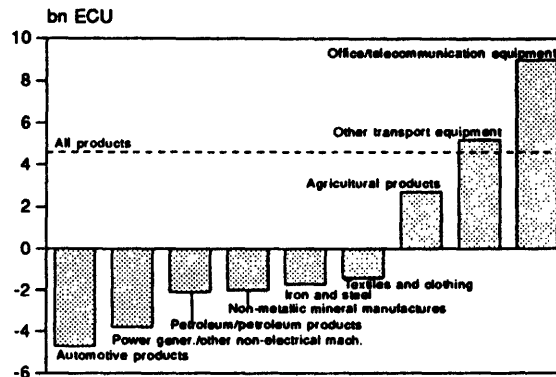 bn ECU
10
Office/telecommunication equipment
8
6
Other transport equipment
All products
4
Agricultural products
2
0
Textiles and clothing
-2
Iron and steel
Non-metallic mineral manufactures
Petroleum/petroleum products
-4
Power gener./other non-electrical mach.
Automotive products
-6